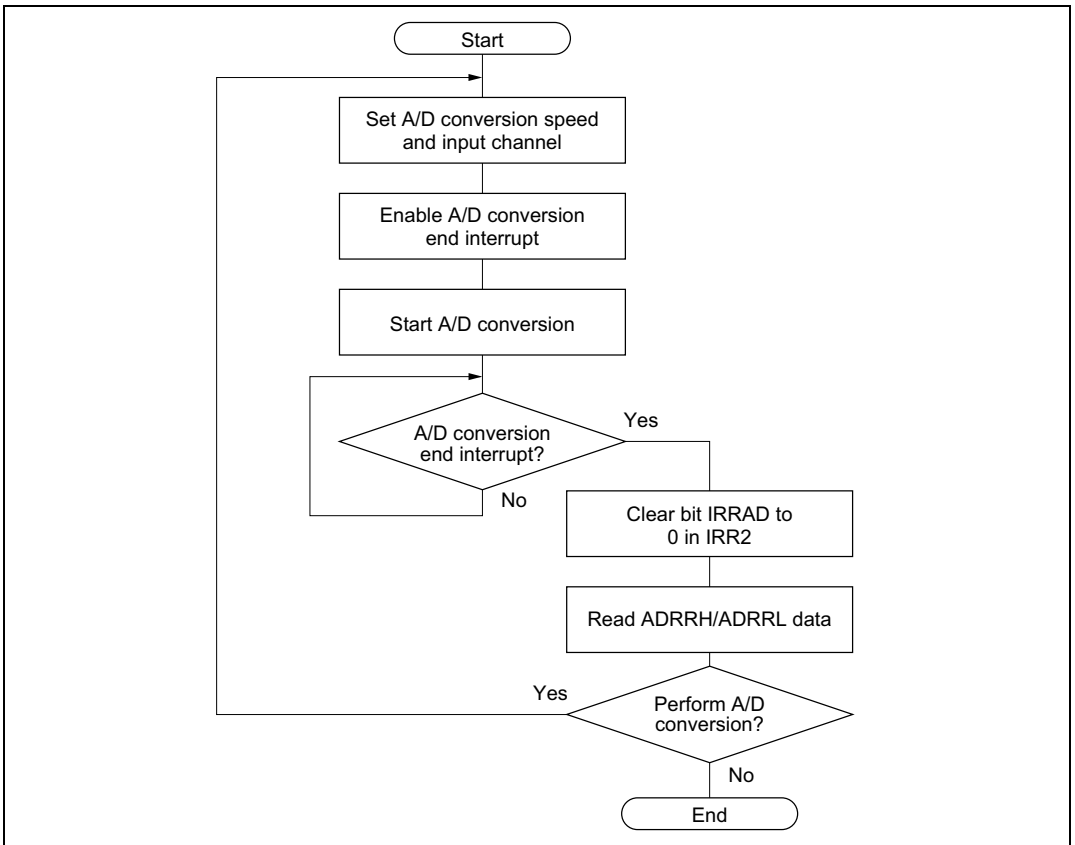 Start
Set A/D conversion speed
and input channel
Enable A/D conversion
end interrupt
Start A/D conversion
A/D conversion
end interrupt?
Yes
No
Clear bit IRRAD to
0 in IRR2
Read ADRRH/ADRRL data
Perform A/D
conversion?
Yes
No
End